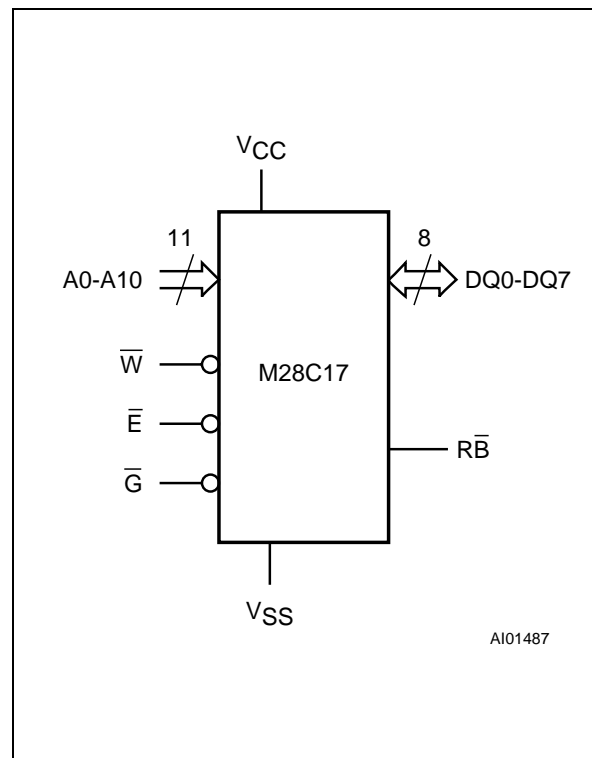 VCC
11
8
A0-A10
DQ0-DQ7
W̅
M28C17
E̅
RB̅
G̅
VSS
AI01487